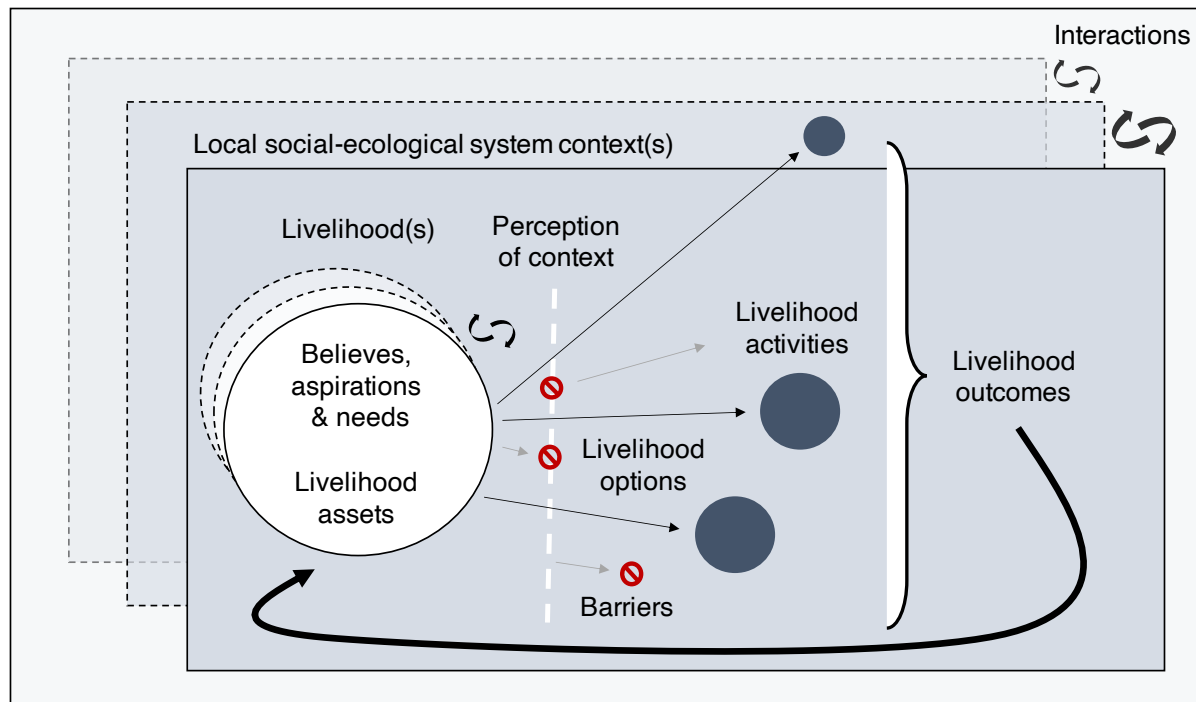 Interactions
Local social-ecological system context(s)
Livelihood(s)
Perception
of context
Believes,
aspirations
& needs
Livelihood
assets
Livelihood
activities
Livelihood
options
Barriers
Livelihood
outcomes